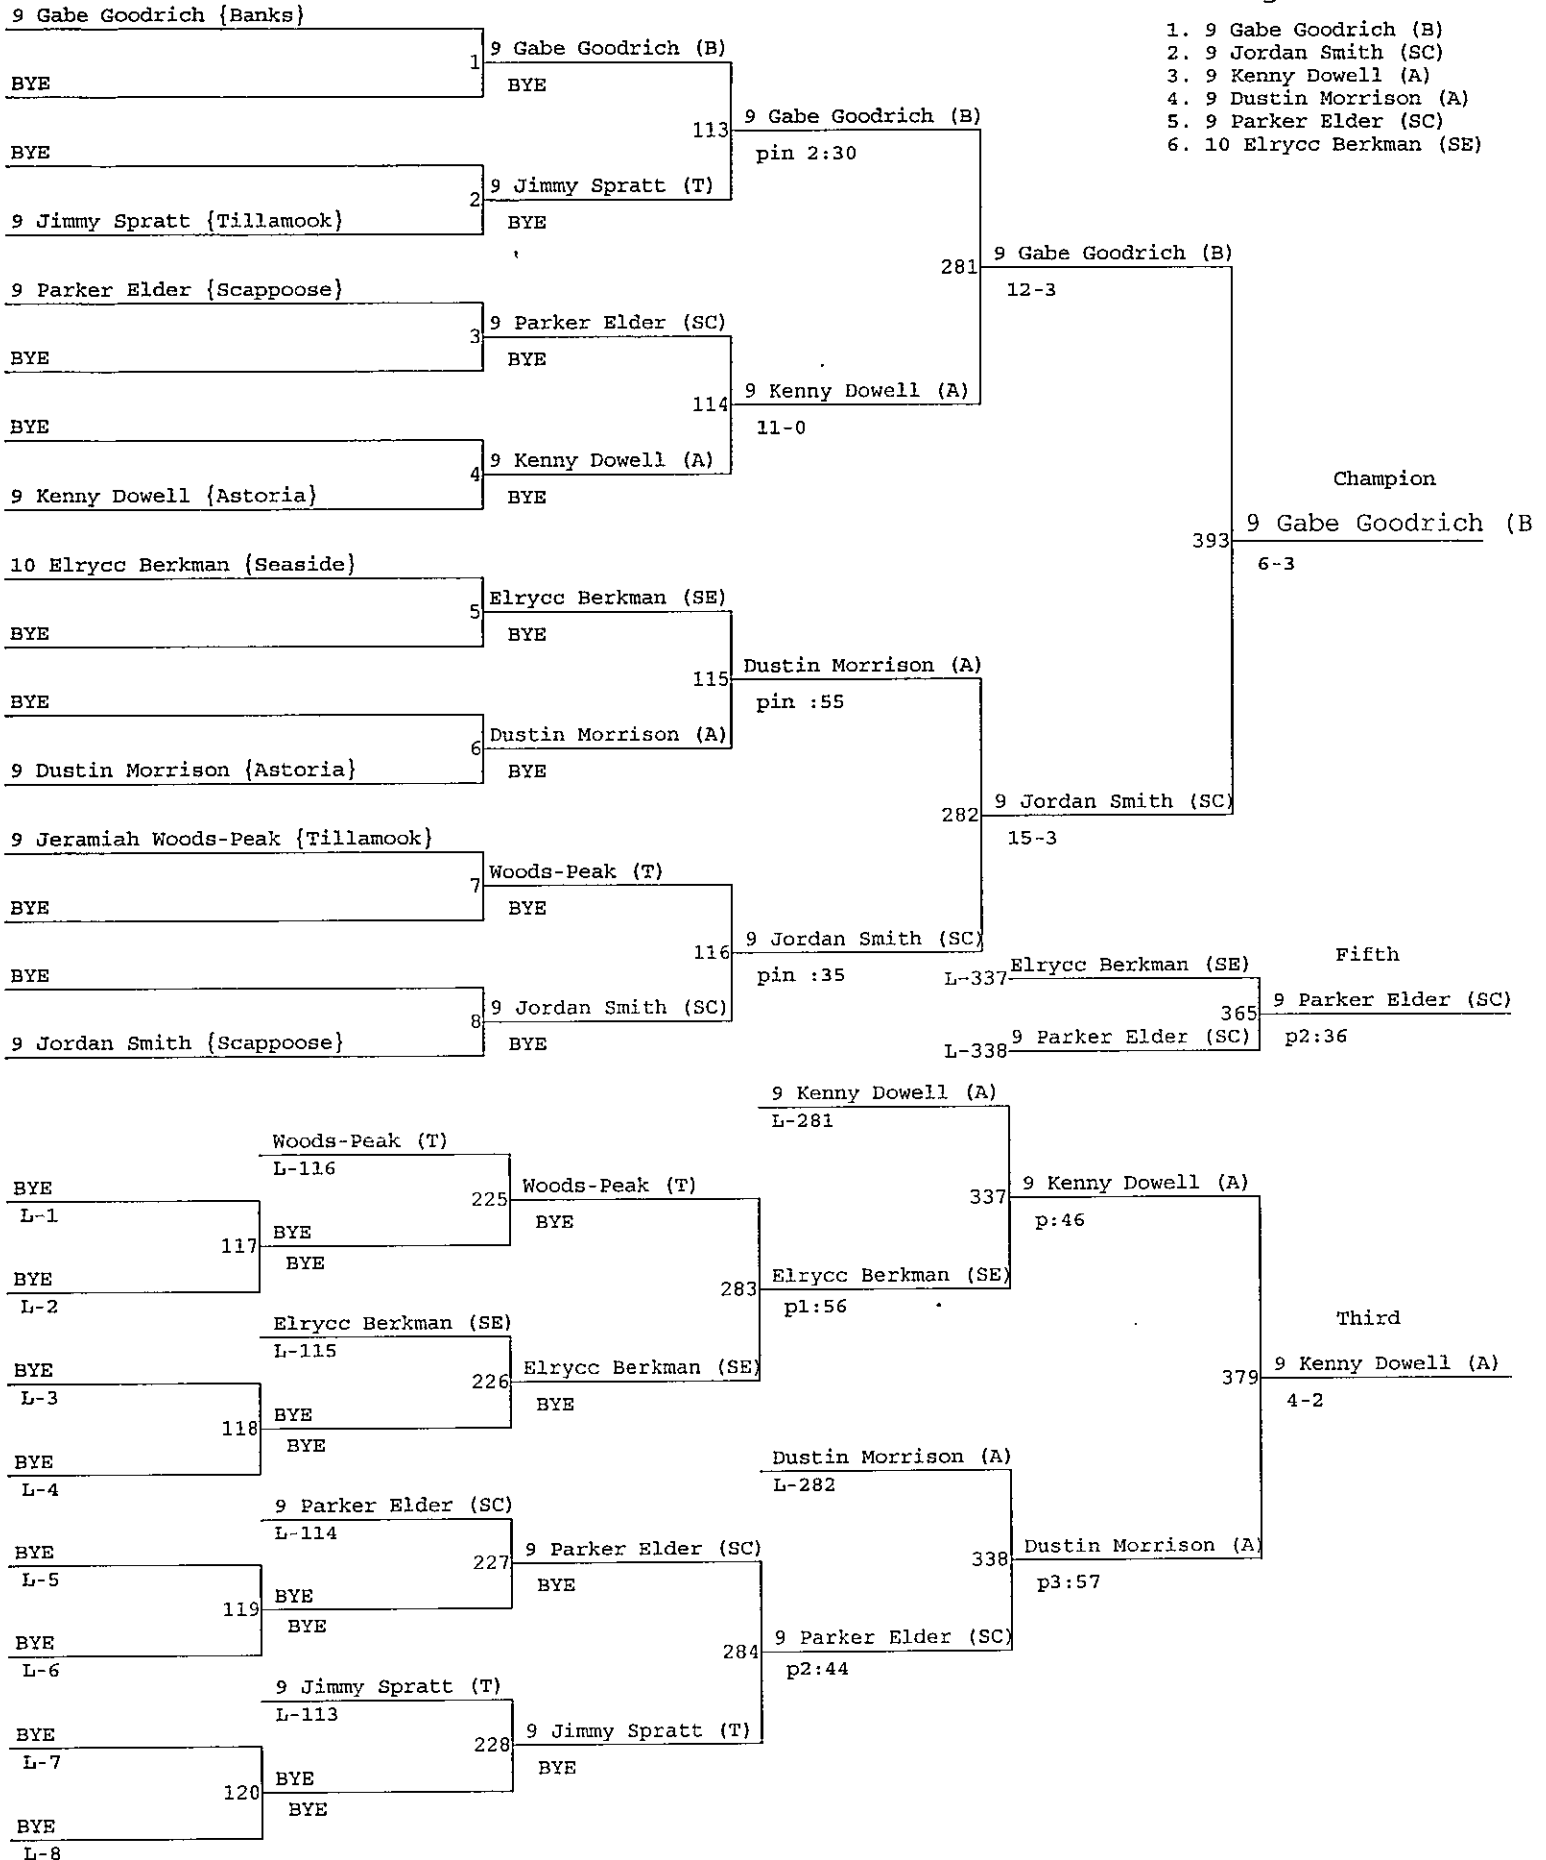 1. 9 Gabe Goodrich (B)
2. 9 Jordan Smith (SC)
3. 9 Kenny Dowell (A)
4. 9 Dustin Morrison (A)
5. 9 Parker Elder (SC)
6. 10 Elrycc Berkman (SE)
9 Gabe Goodrich {Banks}
1
9 Gabe Goodrich (B)
BYE
BYE
113
9 Gabe Goodrich (B)
pin 2:30
BYE
2
9 Jimmy Spratt (T)
9 Jimmy Spratt {Tillamook}
BYE
281
9 Gabe Goodrich (B)
12-3
9 Parker Elder {Scappoose}
3
9 Parker Elder (SC)
BYE
BYE
114
9 Kenny Dowell (A)
11-0
BYE
4
9 Kenny Dowell (A)
9 Kenny Dowell {Astoria}
BYE
Champion
393
9 Gabe Goodrich (B
6-3
10 Elrycc Berkman {Seaside}
5
Elrycc Berkman (SE)
BYE
BYE
115
Dustin Morrison (A)
pin :55
BYE
6
Dustin Morrison (A)
9 Dustin Morrison {Astoria}
BYE
282
9 Jordan Smith (SC)
15-3
9 Jeramiah Woods-Peak {Tillamook}
7
Woods-Peak (T)
BYE
BYE
116
9 Jordan Smith (SC)
pin :35
BYE
8
9 Jordan Smith (SC)
9 Jordan Smith {Scappoose}
BYE
Fifth
L-337
Elrycc Berkman (SE)
365
9 Parker Elder (SC)
L-338
9 Parker Elder (SC)
p2:36
9 Kenny Dowell (A)
L-281
Woods-Peak (T)
L-116
BYE
L-1
225
Woods-Peak (T)
BYE
337
9 Kenny Dowell (A)
p:46
117
BYE
BYE
BYE
L-2
283
Elrycc Berkman (SE)
p1:56
Elrycc Berkman (SE)
L-115
Third
BYE
L-3
226
Elrycc Berkman (SE)
BYE
379
9 Kenny Dowell (A)
4-2
118
BYE
BYE
BYE
L-4
Dustin Morrison (A)
L-282
9 Parker Elder (SC)
L-114
BYE
L-5
227
9 Parker Elder (SC)
BYE
338
Dustin Morrison (A)
p3:57
119
BYE
BYE
BYE
L-6
284
9 Parker Elder (SC)
p2:44
9 Jimmy Spratt (T)
L-113
BYE
L-7
228
9 Jimmy Spratt (T)
BYE
120
BYE
BYE
BYE
L-8